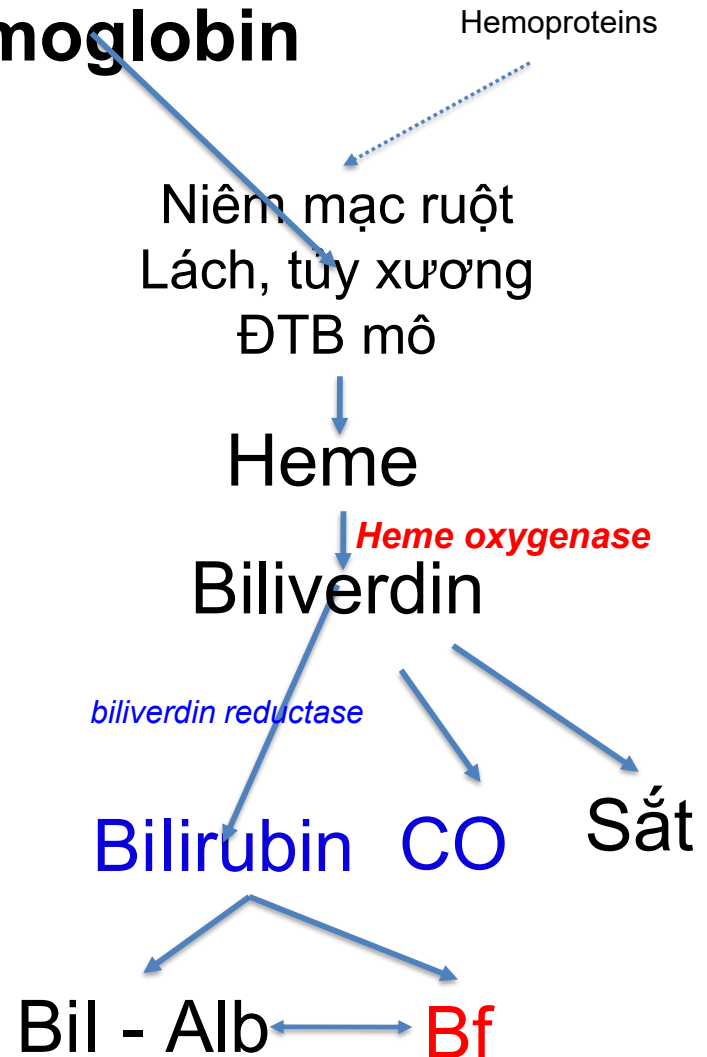 moglobin
Hemoproteins
Niêm mạc ruột
Lách, tủy xương
ĐTB mô
Heme
Heme oxygenase
Biliverdin
biliverdin reductase
Bilirubin CO Sắt
Bil - Alb Bf